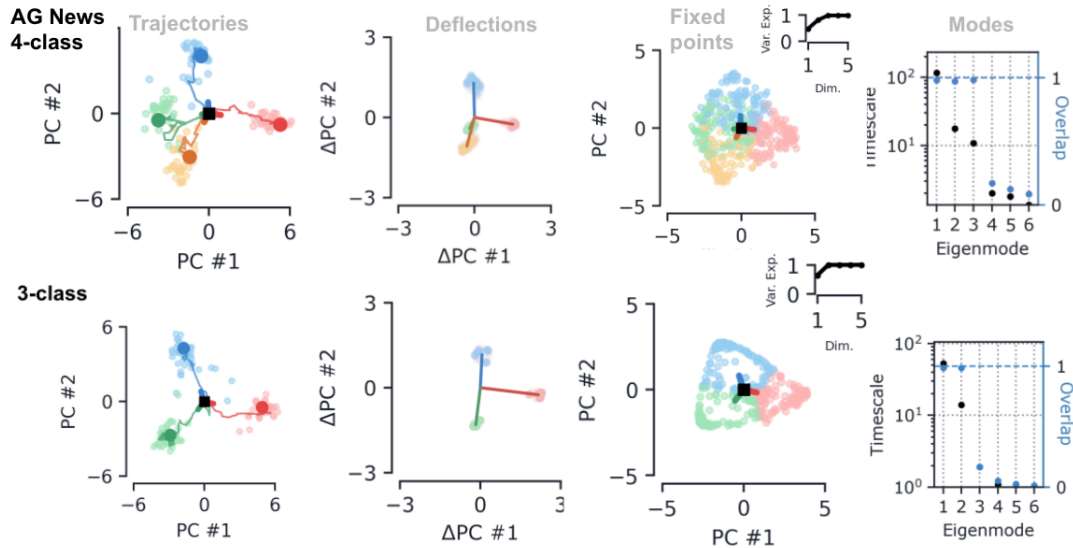 AG News
4-class
Trajectories
Deflections
Fixed
points
Var. Exp.
1
0
1
5
Dim.
Modes
PC #2
0
−6
−6
0
6
PC #1
ΔPC #2
3
0
−3
−3
0
3
ΔPC #1
PC #2
5
0
−5
−5
0
5
10²
10¹
1
0
Overlap
1 2 3 4 5 6
Eigenmode
3-class
PC #2
6
0
−6
−6
0
6
PC #1
ΔPC #2
3
0
−3
−3
0
3
ΔPC #1
Var. Exp.
1
0
1
5
Dim.
PC #2
5
0
−5
−5
0
5
PC #1
Timescale
10²
10¹
10⁰
1
0
Overlap
1 2 3 4 5 6
Eigenmode